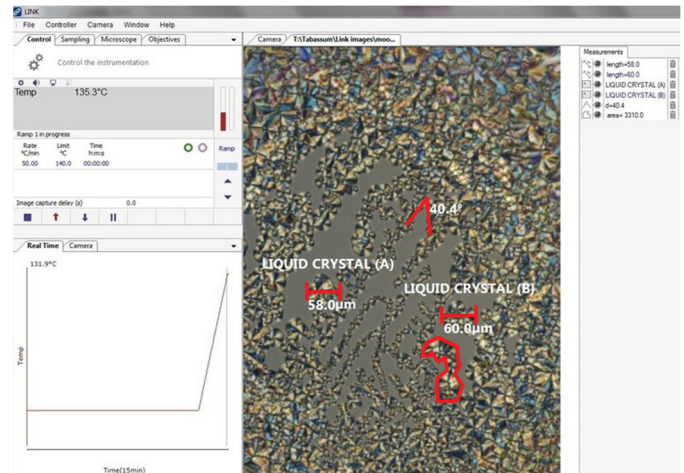 LINK
File Controller Camera Window Help
Control Sampling Microscope Objectives
Camera T:\Tabassum\Link images\moo...
Measurements
Control the instrumentation
length=58.0
length=60.0
LIQUID CRYSTAL (A)
LIQUID CRYSTAL (B)
d=40.4
area= 3310.0
Temp 135.3°C
Ramp 1 in progress
Rate Limit Time
°C/min °C h:m:s
50.00 140.0 00:00:00
Ramp
Image capture delay (s) 0.0
Real Time Camera
131.9°C
Temp
Time(15min)
40.4°
LIQUID CRYSTAL (A)
58.0µm
LIQUID CRYSTAL (B)
60.0µm